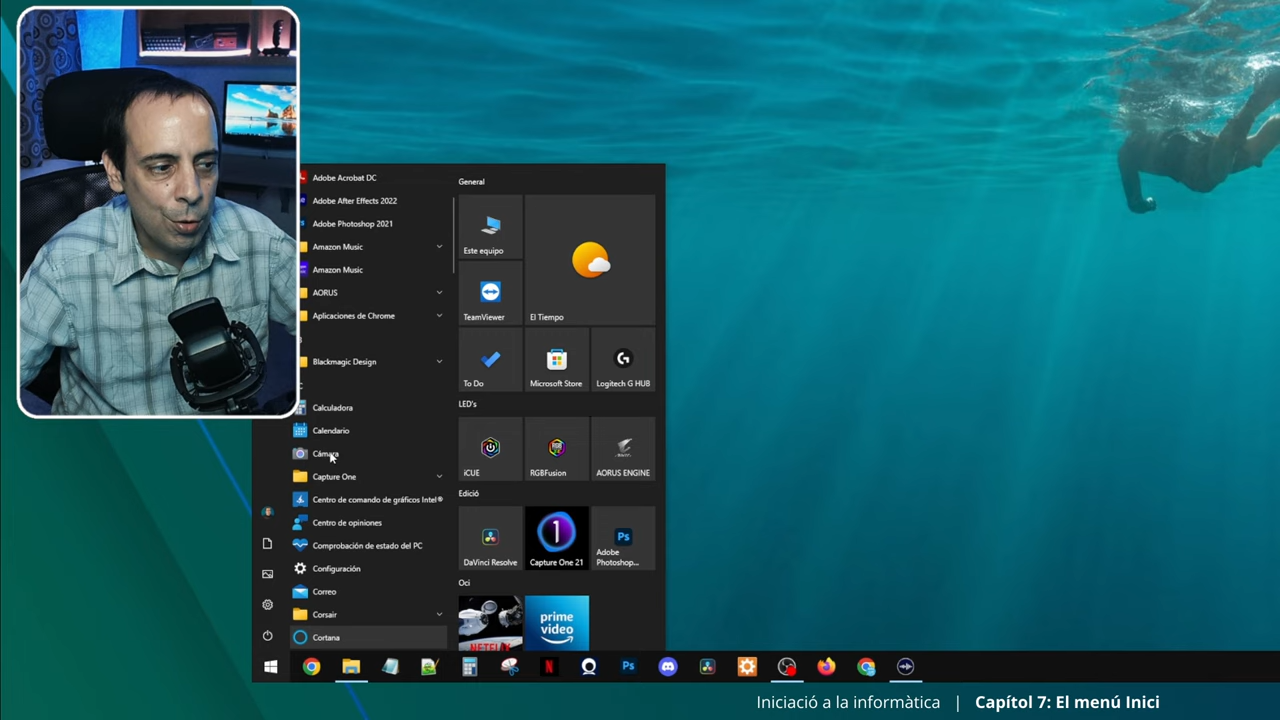 Adobe Acrobat DC
Adobe After Effects 2022
Adobe Photoshop 2021
Amazon Music
Amazon Music
AORUS
Aplicaciones de Chrome
Blackmagic Design
Calculadora
Calendario
Cámara
Capture One
Centro de comando de gráficos Intel®
Centro de opiniones
Comprobación de estado del PC
Configuración
Correo
Corsair
Cortana
General
Este equipo
TeamViewer
El Tiempo
To Do
Microsoft Store
Logitech G HUB
LED's
iCUE
RGBFusion
AORUS ENGINE
Edició
DaVinci Resolve
Capture One 21
Ps
Adobe
Photoshop...
Oci
NETFLIX
prime
video
Ps
Iniciació a la informàtica | Capítol 7: El menú Inici